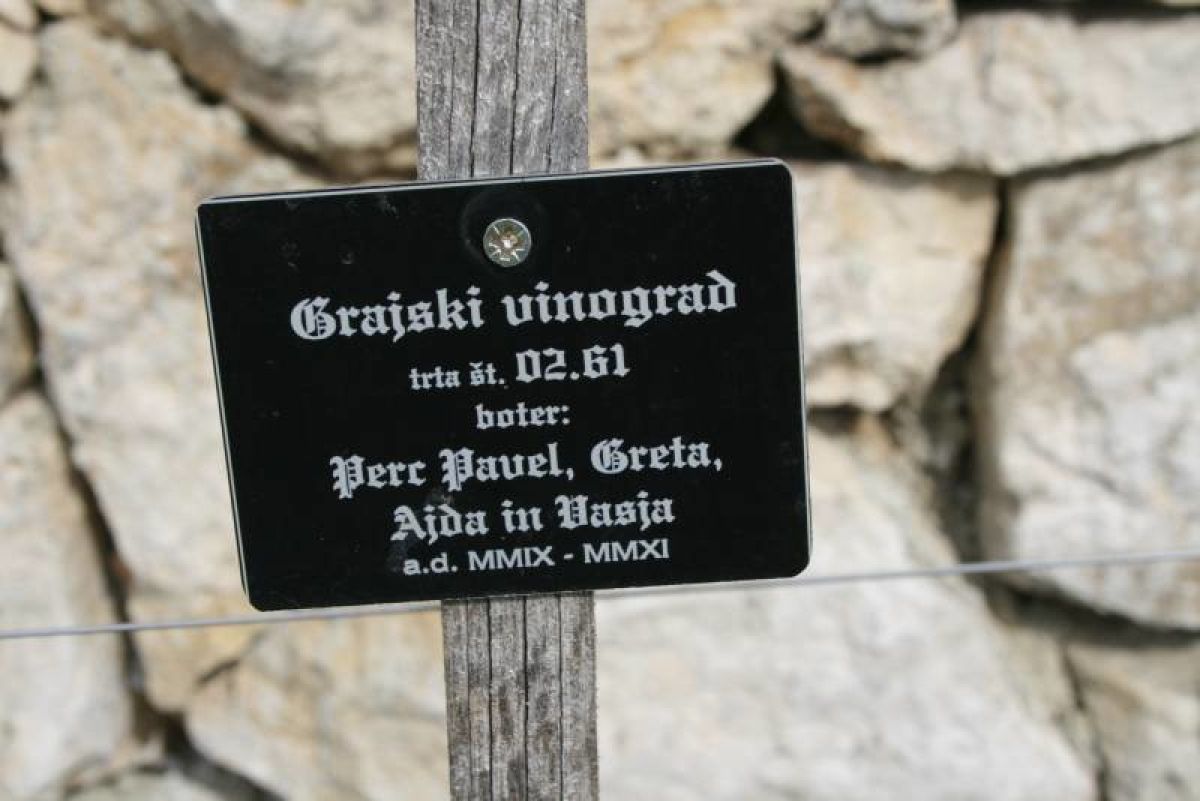 Grajski vinograd
trta št. 02.61
boter:
Perc Pavel, Greta,
Ajda in Vasja
a.d. MMIX - MMXI